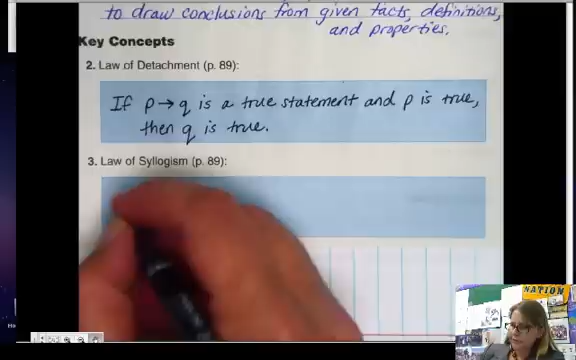 to draw conclusions from given facts, definitions,
and properties.
Key Concepts
2. Law of Detachment (p. 89):
If p → q is a true statement and p is true,
then q is true.
3. Law of Syllogism (p. 89):
NATION